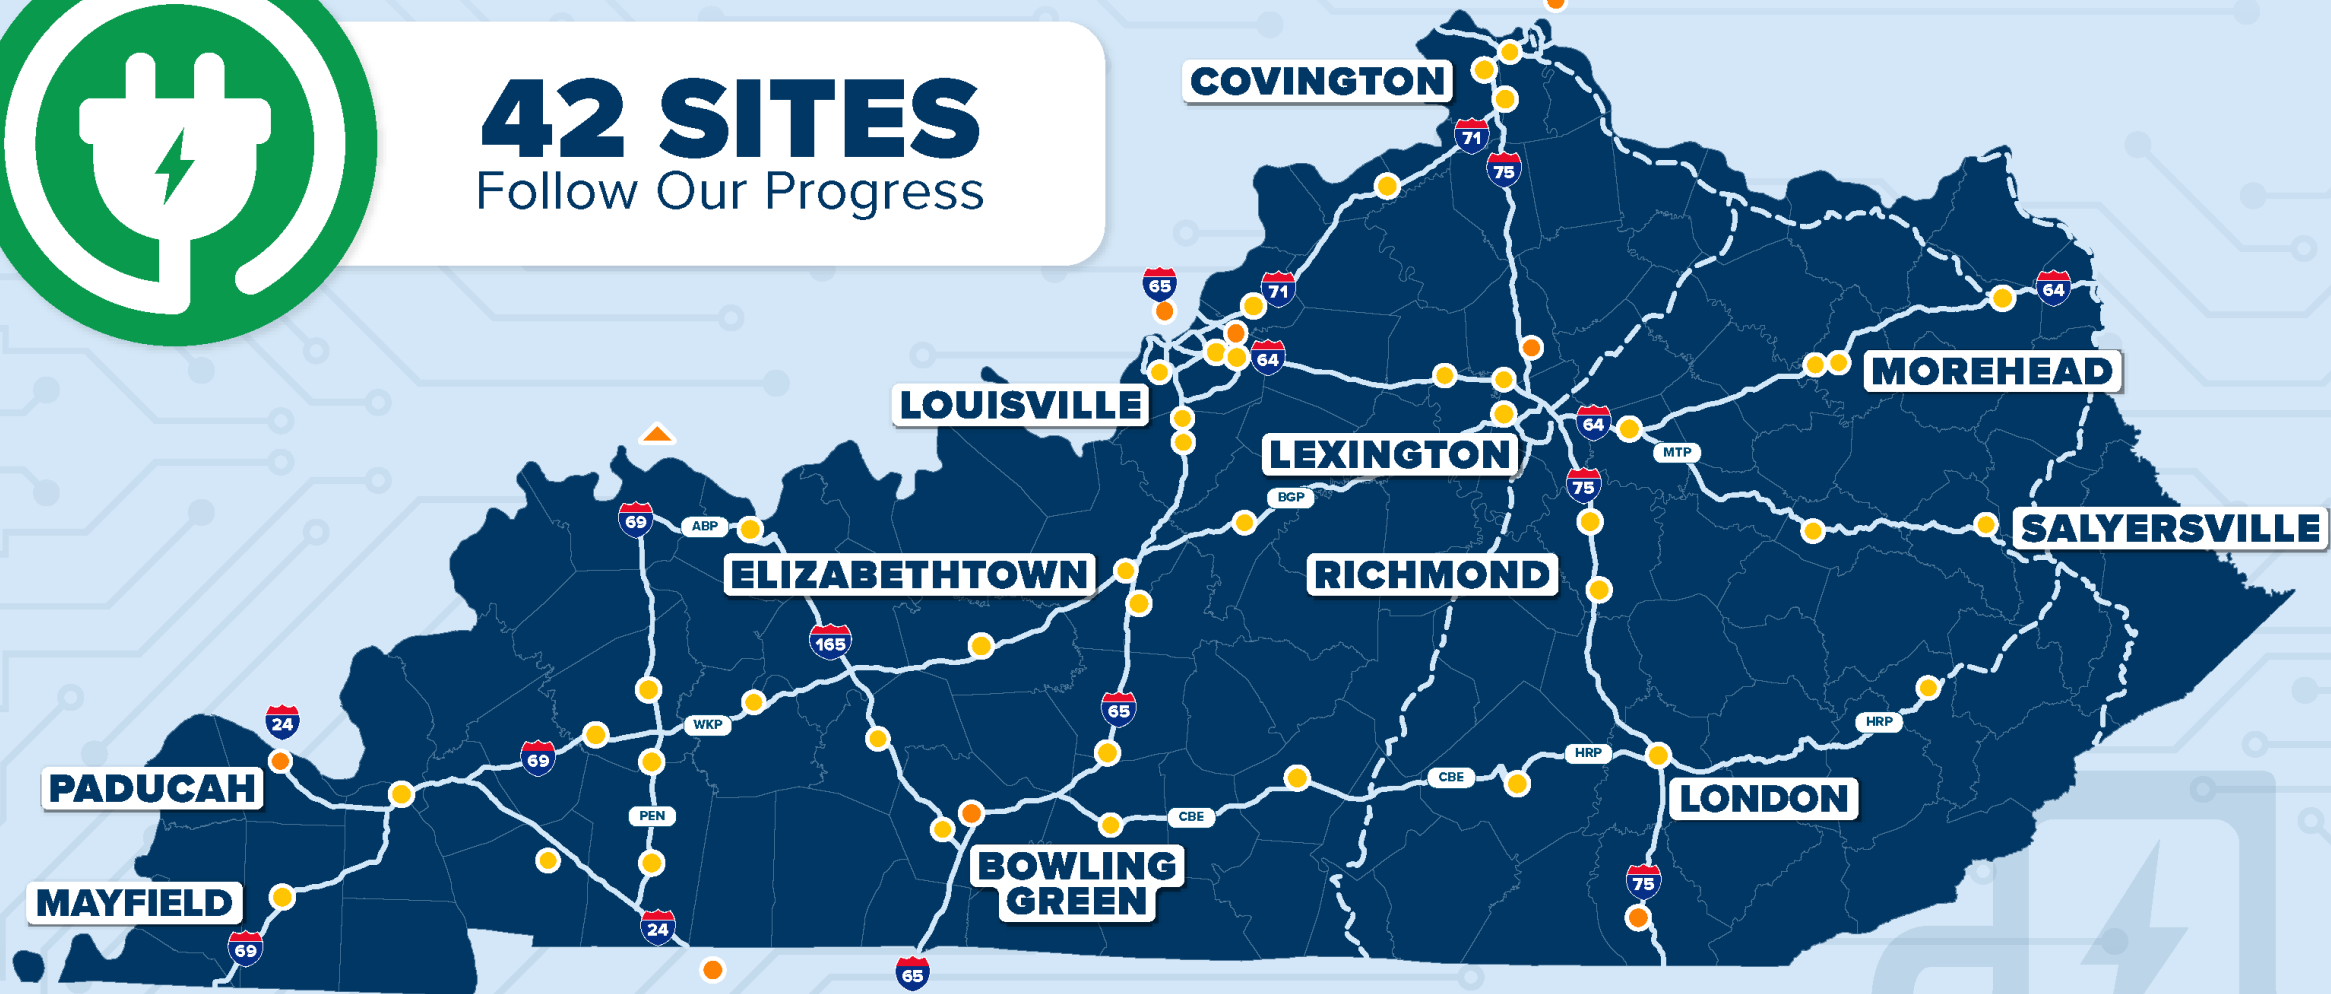 42 SITES
Follow Our Progress
COVINGTON
71
75
65
71
64
64
MOREHEAD
LOUISVILLE
64
LEXINGTON
MTP
75
BGP
69
ABP
SALYERSVILLE
ELIZABETHTOWN
RICHMOND
165
65
24
WKP
HRP
69
HRP
CBE
PADUCAH
LONDON
PEN
CBE
BOWLING
GREEN
75
MAYFIELD
24
69
65